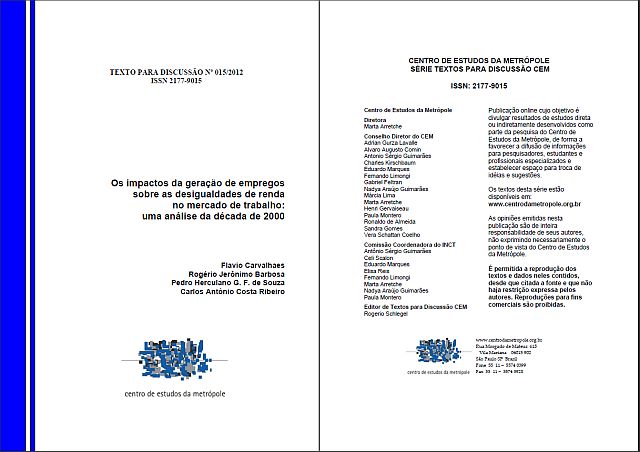 TEXTO PARA DISCUSSÃO Nº 015/2012
ISSN 2177-9015
Os impactos da geração de empregos
sobre as desigualdades de renda
no mercado de trabalho:
uma análise da década de 2000
Flavio Carvalhaes
Rogério Jerônimo Barbosa
Pedro Herculano G. F. de Souza
Carlos Antônio Costa Ribeiro
centro de estudos da metrópole
CENTRO DE ESTUDOS DA METRÓPOLE
SÉRIE TEXTOS PARA DISCUSSÃO CEM
ISSN: 2177-9015
Centro de Estudos da Metrópole
Diretora
Marta Arretche
Conselho Diretor do CEM
Adrian Gurza Lavalle
Alvaro Augusto Comin
Antonio Sérgio Guimarães
Charles Kirschbaum
Eduardo Marques
Fernando Limongi
Gabriel Feltran
Nadya Araújo Guimarães
Márcia Lima
Marta Arretche
Henri Gervaiseau
Paula Montero
Ronaldo de Almeida
Sandra Gomes
Vera Schattan Coelho
Comissão Coordenadora do INCT
Antônio Sérgio Guimarães
Celi Scalon
Eduardo Marques
Elisa Reis
Fernando Limongi
Marta Arretche
Nadya Araújo Guimarães
Paula Montero
Editor de Textos para Discussão CEM
Rogerio Schlegel
Publicação online cujo objetivo é
divulgar resultados de estudos direta
ou indiretamente desenvolvidos como
parte da pesquisa do Centro de
Estudos da Metrópole, de forma a
favorecer a difusão de informações
para pesquisadores, estudantes e
profissionais especializados e
estabelecer espaço para troca de
idéias e sugestões.
Os textos desta série estão
disponíveis em:
www.centrodametropole.org.br
As opiniões emitidas nesta
publicação são de inteira
responsabilidade de seus autores,
não exprimindo necessariamente o
ponto de vista do Centro de Estudos
da Metrópole.
É permitida a reprodução dos
textos e dados neles contidos,
desde que citada a fonte e que não
haja restrição expressa pelos
autores. Reproduções para fins
comerciais são proibidas.
centro de estudos da metrópole
www.centrodametropole.org.br
Rua Morgado de Mateus 615
Vila Mariana 04015 902
São Paulo SP Brazil
Fone 55 11 – 5574 0399
Fax 55 11 – 5574 5928